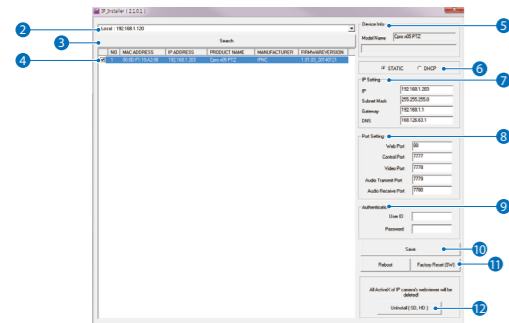 IP_Installer ( 2.1.0.1 )
2
Local : 192.168.1.120
3
Search
NO MAC ADDRESS IP ADDRESS PRODUCT NAME MANUFACTURER FIRMWAREVERSION
4
1 192.168.1.203 IPNC
Device Info
5
Model Name
STATIC DHCP
6
IP Setting
7
IP 192.168.1.203
Subnet Mask 255.255.255.0
Gateway 192.168.1.1
DNS 168.126.63.1
Port Setting
8
Web Port 80
Control Port 7777
Video Port 7778
Audio Transmit Port 7779
Audio Receive Port 7780
9
User ID
Password
Save
10
Reboot Factory Reset (SW)
11
All ActiveX of IP camera's webviewer will be
deleted!
Uninstall ( SD, HD )
12